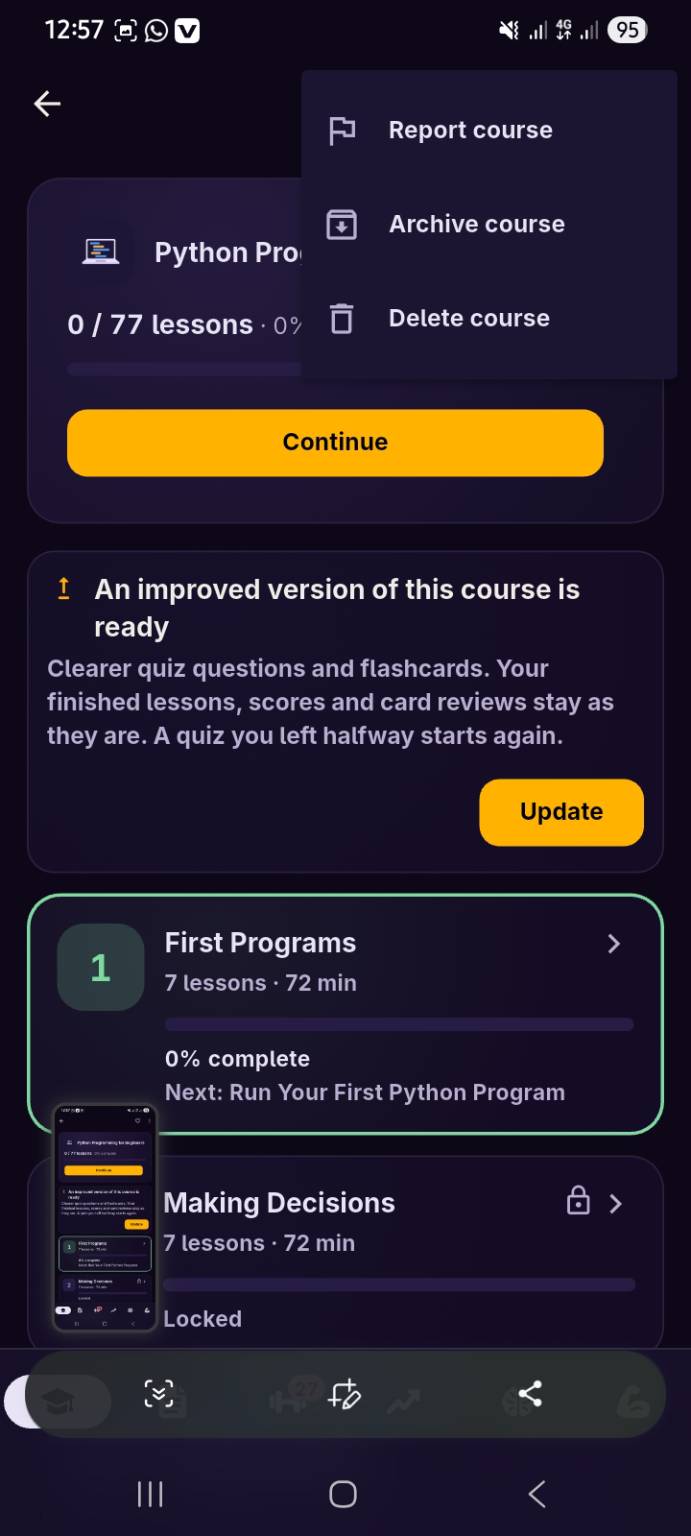 12:57
4G
95
Report course
Archive course
Delete course
Python Pro
0 / 77 lessons · 0%
Continue
An improved version of this course is
ready
Clearer quiz questions and flashcards. Your
finished lessons, scores and card reviews stay as
they are. A quiz you left halfway starts again.
Update
1
First Programs
7 lessons · 72 min
0% complete
Next: Run Your First Python Program
Making Decisions
7 lessons · 72 min
Locked
27